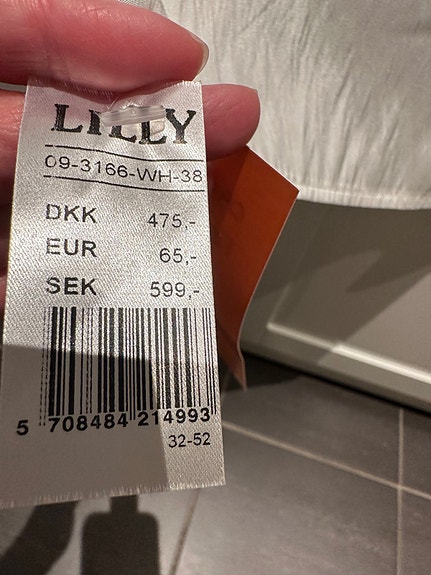 LILLY
09-3166-WH-38
DKK 475,-
EUR 65,-
SEK 599,-
5 708484 214993
32-52